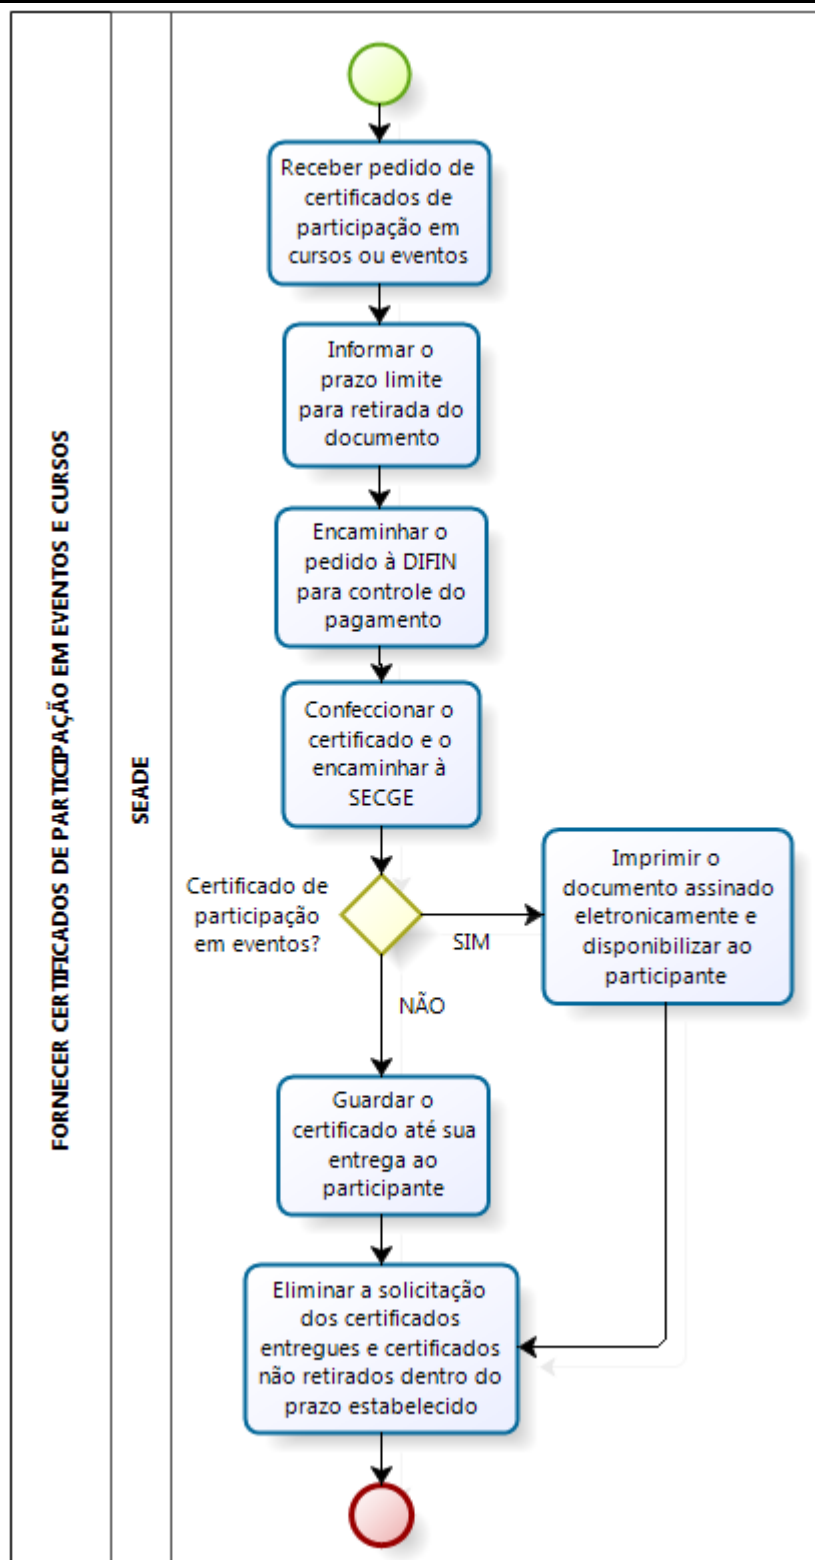 FORNECER CERTIFICADOS DE PARTICIPAÇÃO EM EVENTOS E CURSOS
SEADE
Receber pedido de
certificados de
participação em
cursos ou eventos
Informar o
prazo limite
para retirada do
documento
Encaminhar o
pedido à DIFIN
para controle do
pagamento
Confeccionar o
certificado e o
encaminhar à
SECGE
Certificado de
participação
em eventos?
SIM
Imprimir o
documento assinado
eletronicamente e
disponibilizar ao
participante
NÃO
Guardar o
certificado até sua
entrega ao
participante
Eliminar a solicitação
dos certificados
entregues e certificados
não retirados dentro do
prazo estabelecido